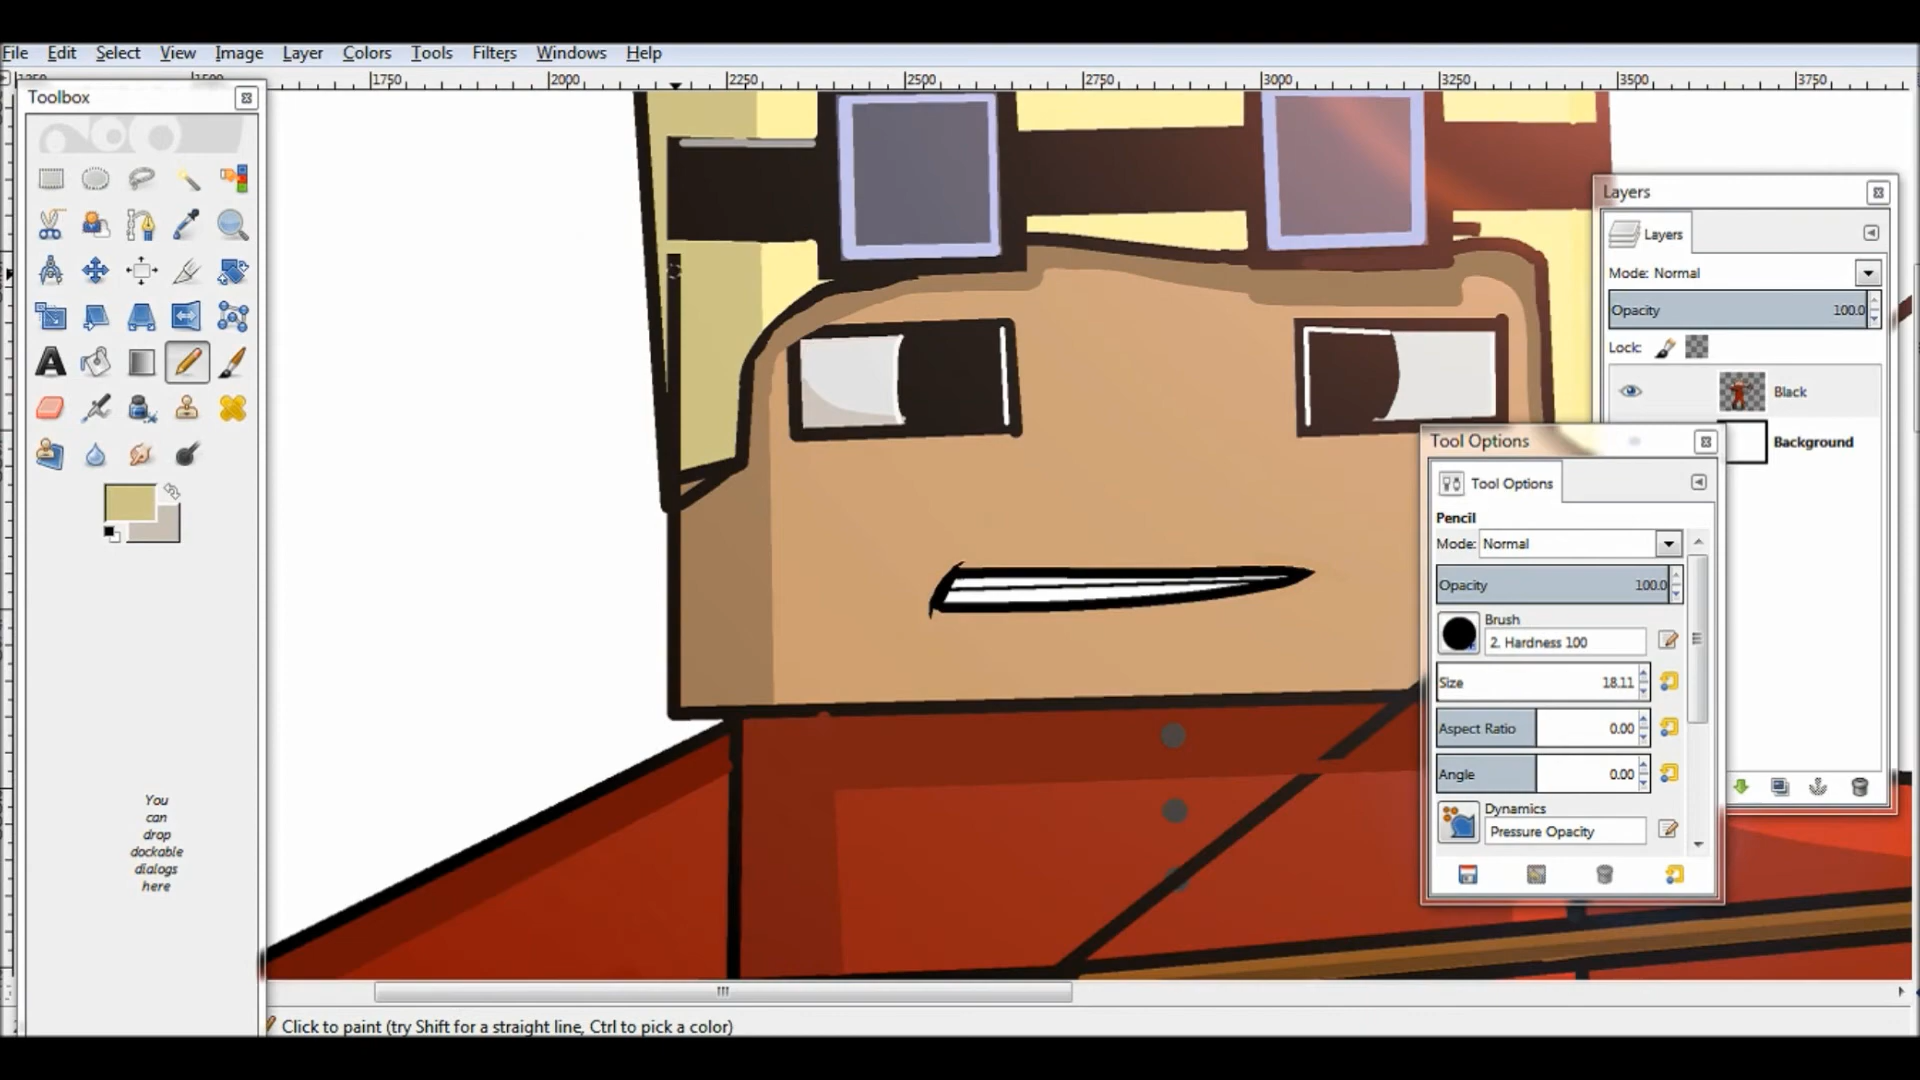 File Edit Select View Image Layer Colors Tools Filters Windows Help
1750 2000 2250 2500 2750 3000 3250 3500 3750
Toolbox
You
can
drop
dockable
dialogs
here
Layers
Layers
Mode: Normal
Opacity 100.0
Lock:
Black
Background
Tool Options
Tool Options
Pencil
Mode: Normal
Opacity 100.0
Brush
2. Hardness 100
Size 18.11
Aspect Ratio 0.00
Angle 0.00
Dynamics
Pressure Opacity
Click to paint (try Shift for a straight line, Ctrl to pick a color)